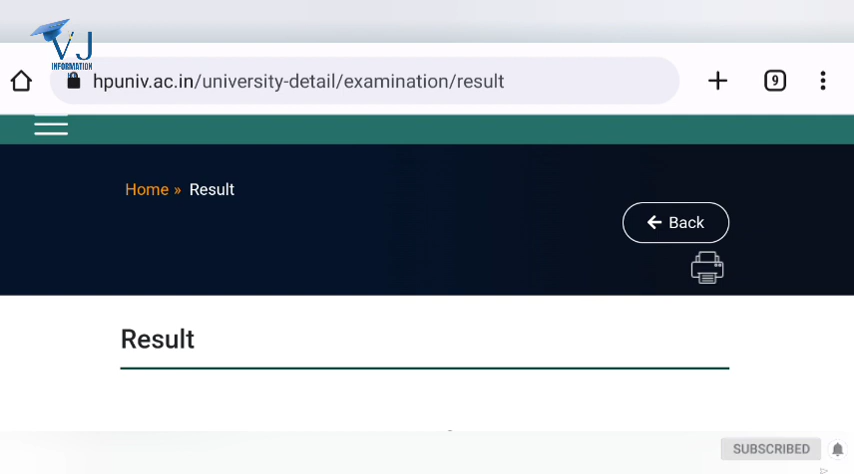 VJ
INFORMATION
hpuniv.ac.in/university-detail/examination/result
9
Home » Result
← Back
Result
SUBSCRIBED